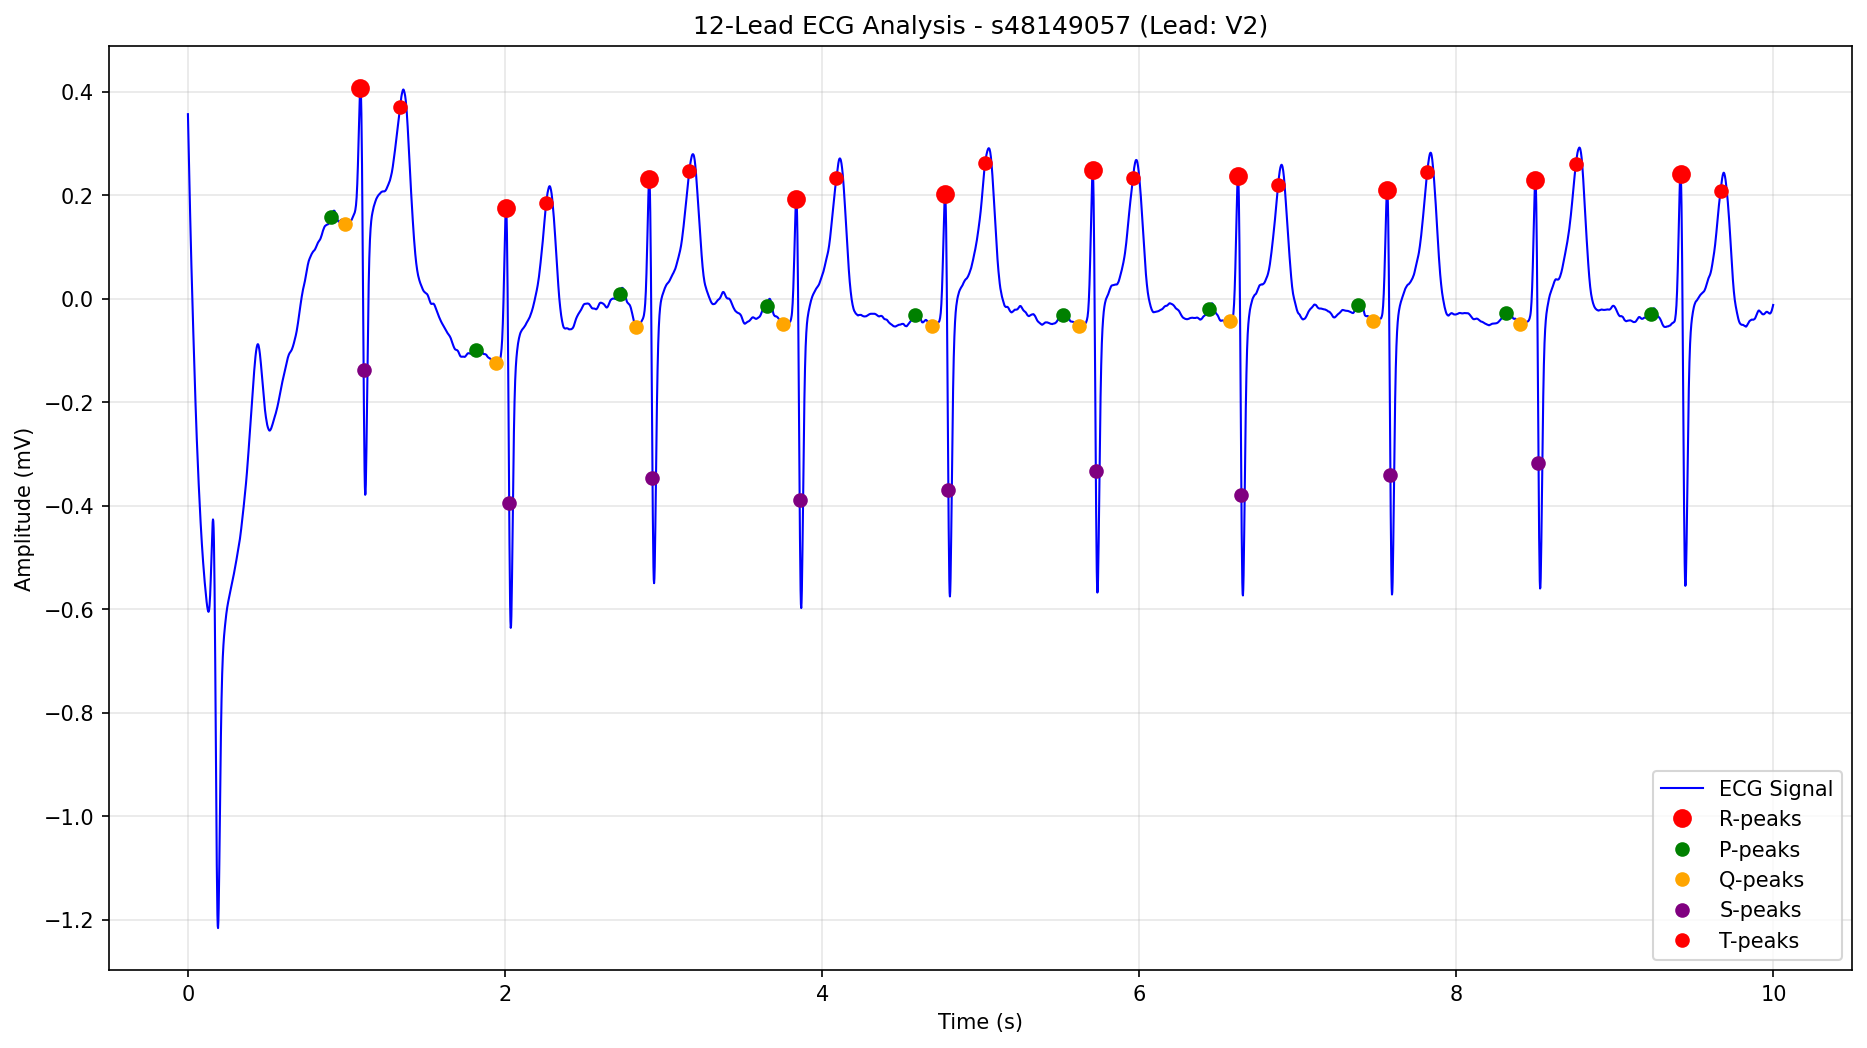 12-Lead ECG Analysis - s48149057 (Lead: V2)
Amplitude (mV)
0.4
0.2
0.0
−0.2
−0.4
−0.6
−0.8
−1.0
−1.2
0 2 4 6 8 10
Time (s)
ECG Signal
R-peaks
P-peaks
Q-peaks
S-peaks
T-peaks